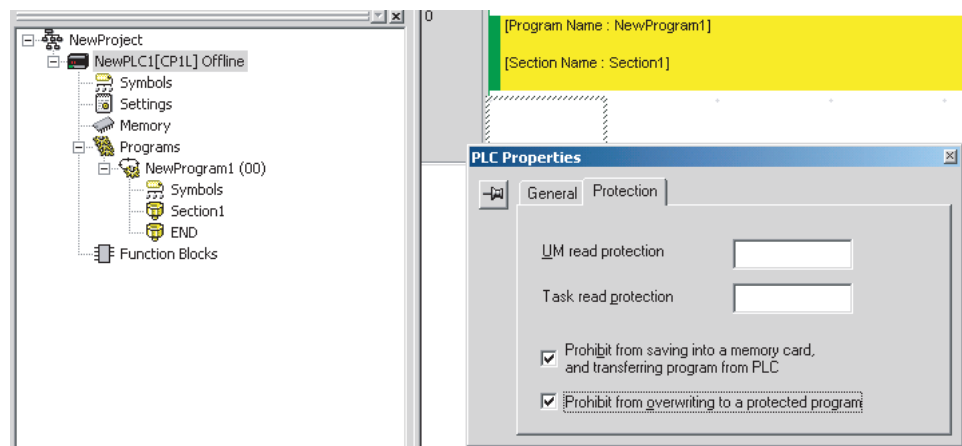 NewProject
NewPLC1[CP1L] Offline
Symbols
Settings
Memory
Programs
NewProgram1 (00)
Symbols
Section1
END
Function Blocks
0
[Program Name : NewProgram1]
[Section Name : Section1]
PLC Properties
General Protection
UM read protection
Task read protection
Prohibit from saving into a memory card,
and transferring program from PLC
Prohibit from overwriting to a protected program